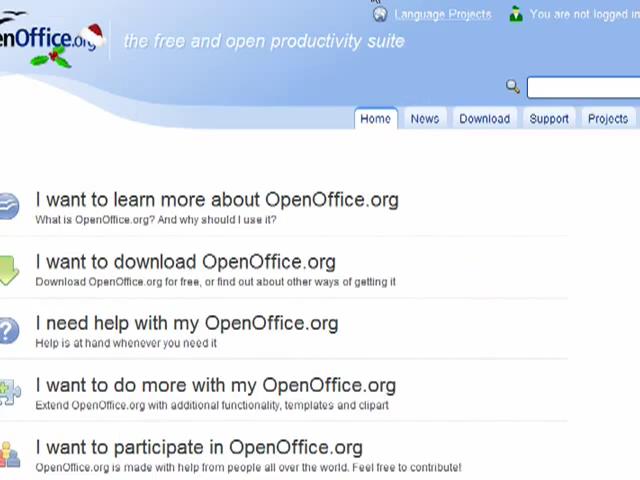 Language Projects You are not logged in
enOffice.org the free and open productivity suite
Home News Download Support Projects
I want to learn more about OpenOffice.org
What is OpenOffice.org? And why should I use it?
I want to download OpenOffice.org
Download OpenOffice.org for free, or find out about other ways of getting it
I need help with my OpenOffice.org
Help is at hand whenever you need it
I want to do more with my OpenOffice.org
Extend OpenOffice.org with additional functionality, templates and clipart
I want to participate in OpenOffice.org
OpenOffice.org is made with help from people all over the world. Feel free to contribute!